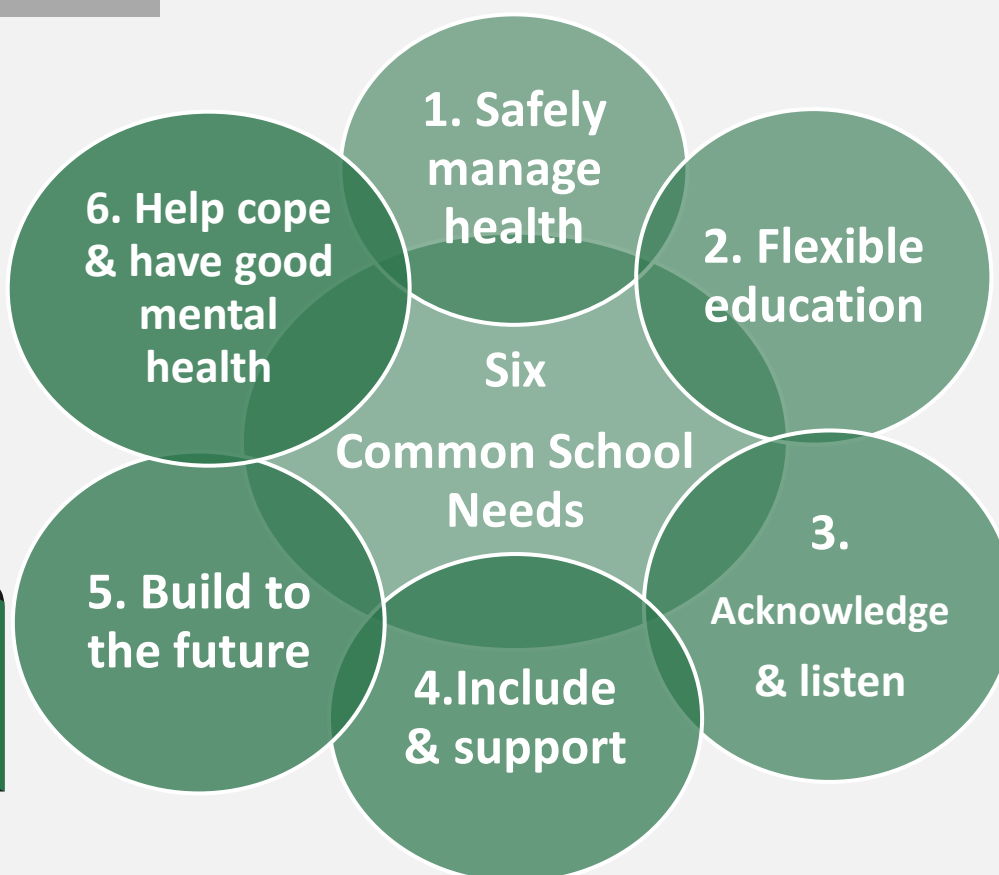 1. Safely
manage
health
2. Flexible
education
3.
Acknowledge
& listen
4.Include
& support
5. Build to
the future
6. Help cope
& have good
mental
health
Six
Common School
Needs